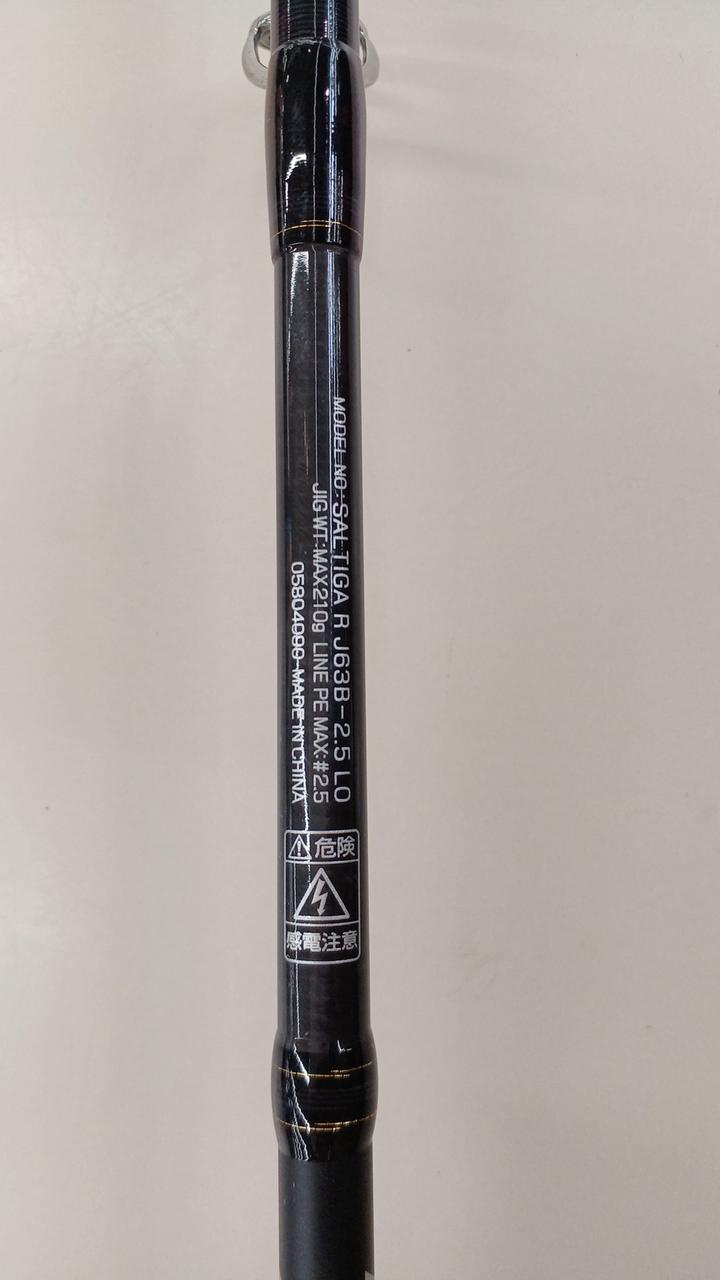 MODEL NO: SALTIGA R J63B-2.5 LO
JIG WT:MAX210g LINE PE MAX:#2.5
05804090 MADE IN CHINA
危険
感電注意